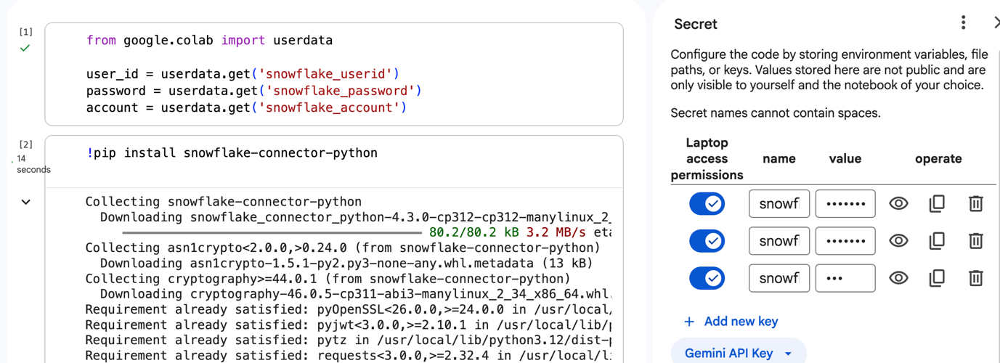 [1]
from google.colab import userdata
user_id = userdata.get('snowflake_userid')
password = userdata.get('snowflake_password')
account = userdata.get('snowflake_account')
[2]
14
seconds
!pip install snowflake-connector-python
Collecting snowflake-connector-python
Downloading snowflake_connector_python-4.3.0-cp312-cp312-manylinux_2_
80.2/80.2 kB 3.2 MB/s eta
Collecting asn1crypto<2.0.0,>0.24.0 (from snowflake-connector-python)
Downloading asn1crypto-1.5.1-py2.py3-none-any.whl.metadata (13 kB)
Collecting cryptography>=44.0.1 (from snowflake-connector-python)
Downloading cryptography-46.0.5-cp311-abi3-manylinux_2_34_x86_64.whl.
Requirement already satisfied: pyOpenSSL<26.0.0,>=24.0.0 in /usr/local/
Requirement already satisfied: pyjwt<3.0.0,>=2.10.1 in /usr/local/lib/p
Requirement already satisfied: pytz in /usr/local/lib/python3.12/dist-p
Requirement already satisfied: requests<3.0.0,>=2.32.4 in /usr/local/li
Secret
Configure the code by storing environment variables, file
paths, or keys. Values stored here are not public and are
only visible to yourself and the notebook of your choice.
Secret names cannot contain spaces.
Laptop
access
permissions
name
value
operate
snowf
•••••••
snowf
•••••••
snowf
•••
+ Add new key
Gemini API Key